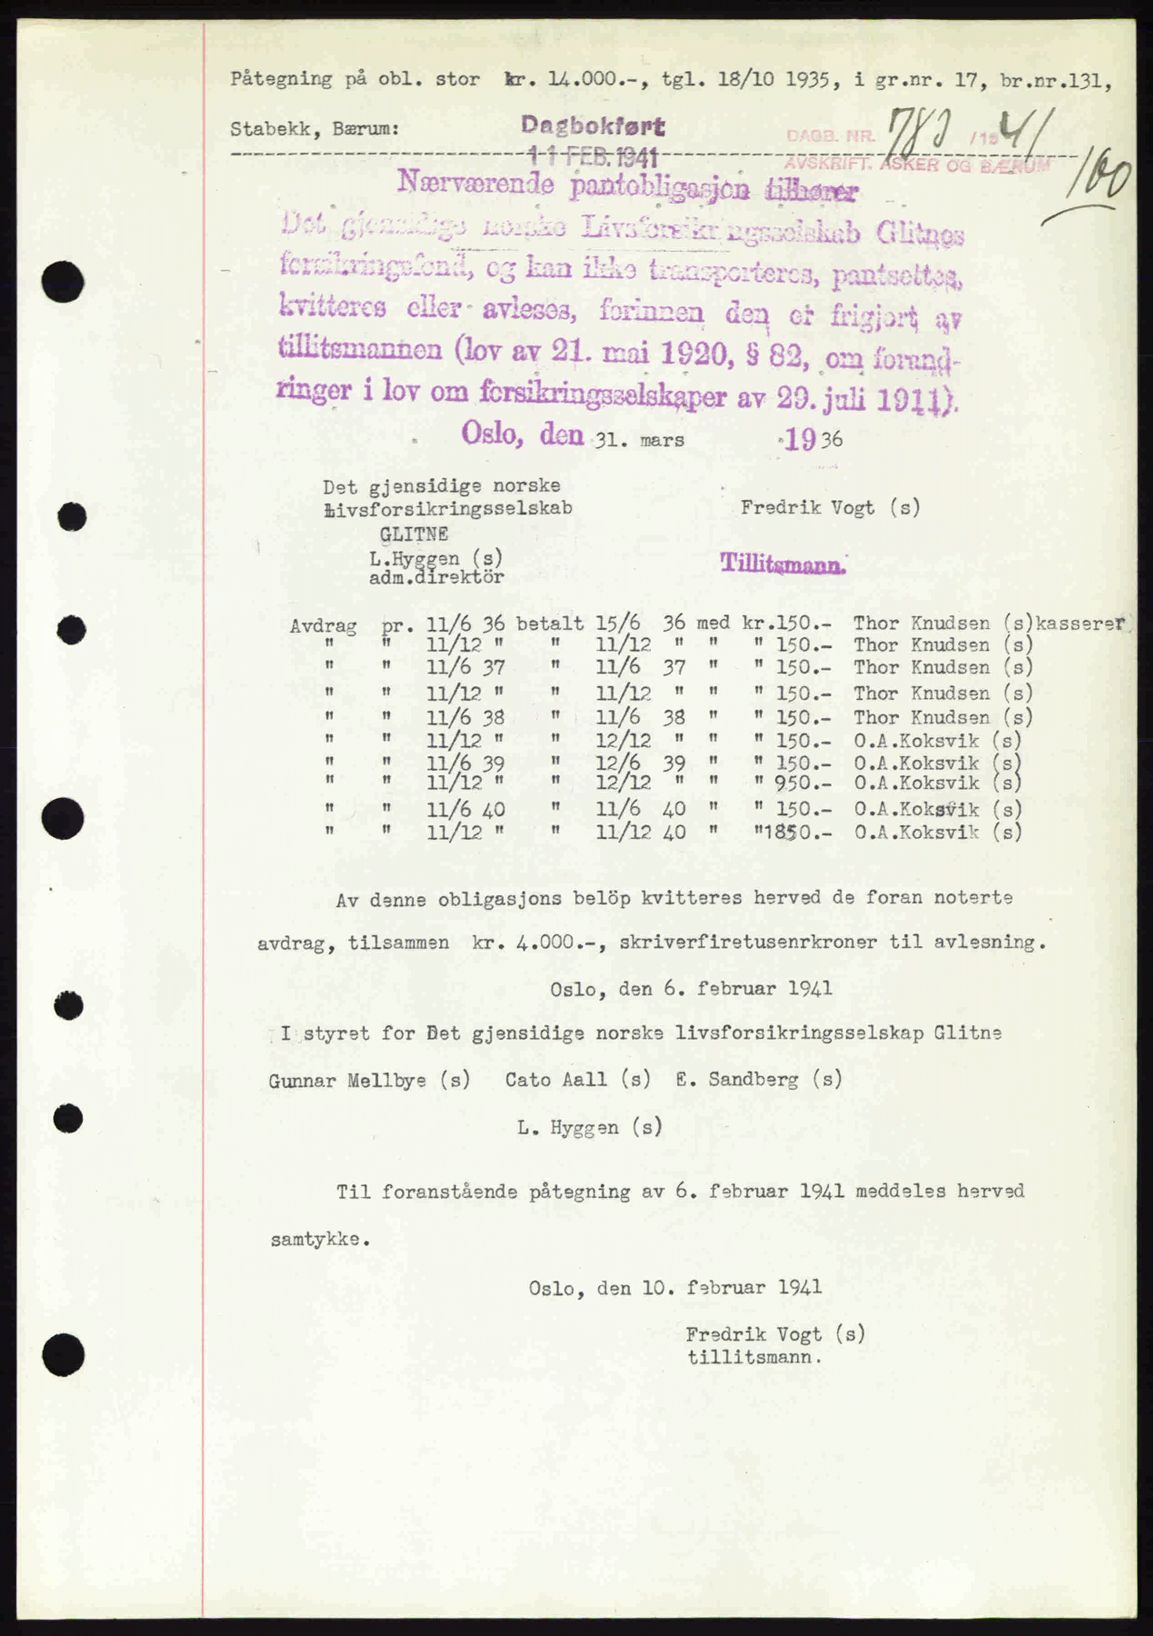 Påtegning på obl. stor kr. 14.000.-, tgl. 18/10 1935, i gr.nr. 17, br.nr.131,
Stabekk, Bærum:
Dagbokført
11 FEB. 1941
DAGB. NR. 783 /1941
AVSKRIFT. ASKER OG BÆRUM
100
Nærværende pantobligasjon tilhører
Det gjensidige norske Livsforsikringsselskab Glitnes
forsikringsfond, og kan ikke transporteres, pantsettes,
kvitteres eller avleses, forinnen den er frigjort av
tillitsmannen (lov av 21. mai 1920, § 82, om forand-
ringer i lov om forsikringsselskaper av 29. juli 1911).
Oslo, den 31. mars 1936
Det gjensidige norske
Livsforsikringsselskab Fredrik Vogt (s)
GLITNE
L.Hyggen (s) Tillitsmann.
adm.direktör
Avdrag pr. 11/6 36 betalt 15/6 36 med kr.150.- Thor Knudsen (s)kasserer
" " 11/12 " " 11/12 " " " 150.- Thor Knudsen (s)
" " 11/6 37 " 11/6 37 " " 150.- Thor Knudsen (s)
" " 11/12 " " 11/12 " " " 150.- Thor Knudsen (s)
" " 11/6 38 " 11/6 38 " " 150.- Thor Knudsen (s)
" " 11/12 " " 12/12 " " " 150.- O.A.Koksvik (s)
" " 11/6 39 " 12/6 39 " " 150.- O.A.Koksvik (s)
" " 11/12 " " 12/12 " " " 950.- O.A.Koksvik (s)
" " 11/6 40 " 11/6 40 " " 150.- O.A.Koksvik (s)
" " 11/12 " " 11/12 40 " "1850.- O.A.Koksvik (s)
Av denne obligasjons belöp kvitteres herved de foran noterte
avdrag, tilsammen kr. 4.000.-, skriverfiretusenrkroner til avlesning.
Oslo, den 6. februar 1941
I styret for Det gjensidige norske livsforsikringsselskap Glitne
Gunnar Mellbye (s) Cato Aall (s) E. Sandberg (s)
L. Hyggen (s)
Til foranstående påtegning av 6. februar 1941 meddeles herved
samtykke.
Oslo, den 10. februar 1941
Fredrik Vogt (s)
tillitsmann.